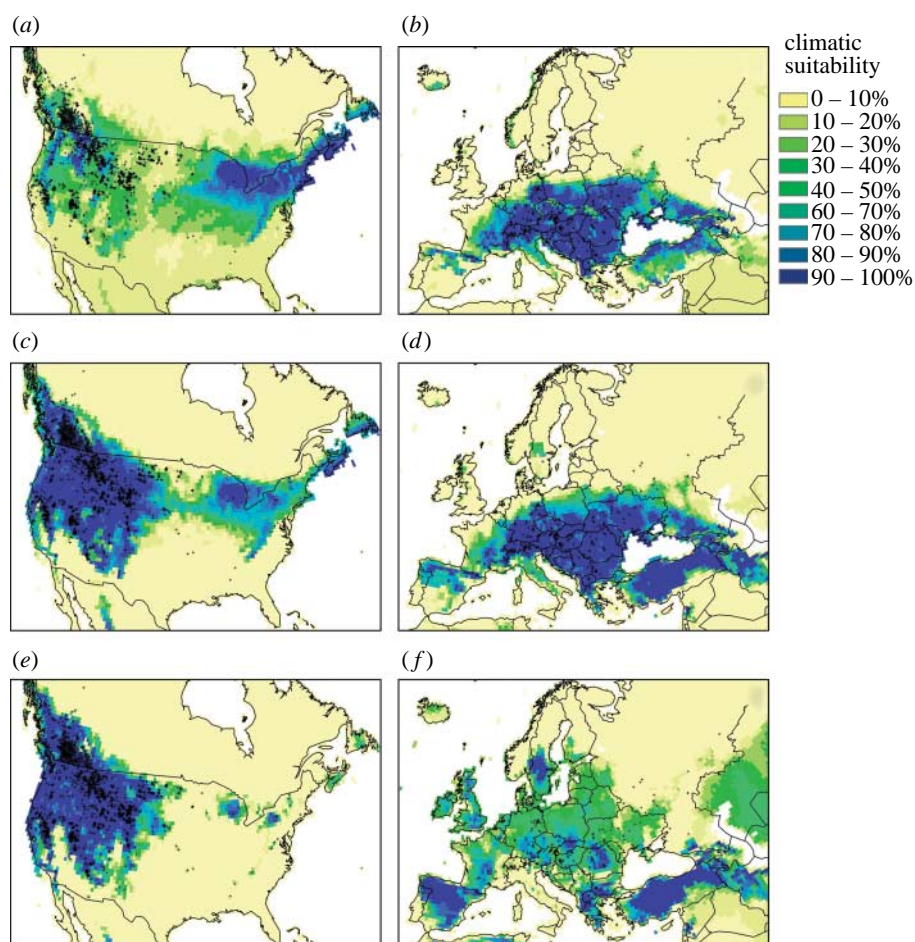 (a)
(b)
climatic
suitability
0 – 10%
10 – 20%
20 – 30%
30 – 40%
40 – 50%
60 – 70%
70 – 80%
80 – 90%
90 – 100%
(c)
(d)
(e)
(f)